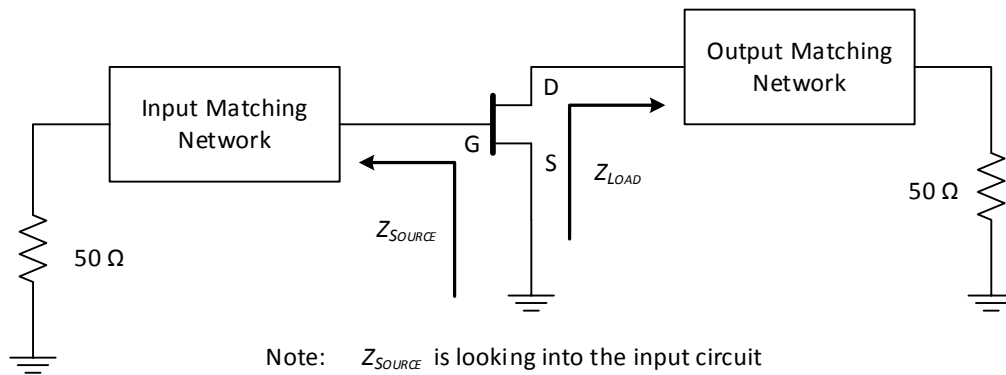 Output Matching
Network
Input Matching
Network
D
G
S
Z_LOAD
Z_SOURCE
50 Ω
50 Ω
Note: Z_SOURCE is looking into the input circuit